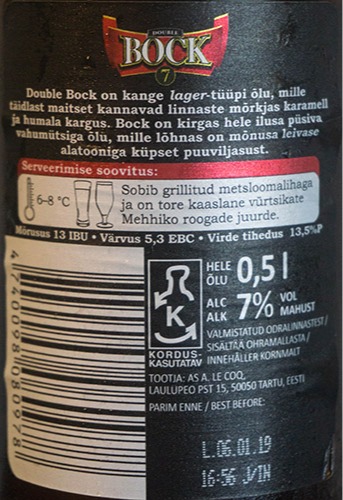 DOUBLE
BOCK
7
Double Bock on kange lager-tüüpi õlu, mille
täidlast maitset kannavad linnaste mõrkjas karamell
ja humala kargus. Bock on kirgas hele ilusa püsiva
vahumütsiga õlu, mille lõhnas on mõnusa leivase
alatooniga küpset puuviljasust.
Serveerimise soovitus:
6–8 °C
Sobib grillitud metsloomalihaga
ja on tore kaaslane vürtsikate
Mehhiko roogade juurde.
Mõrusus 13 IBU • Värvus 5,3 EBC • Virde tihedus 13,5%P
4740098080978
K
KORDUS-
KASUTATAV
HELE
ÕLU 0,5 l
ALC
ALK 7% VOL
MAHUST
VALMISTATUD ODRALINNASTEST/
SISÄLTÄÄ OHRAMALLASTA/
INNEHÅLLER KORNMALT
TOOTJA: AS A. LE COQ,
LAULUPEO PST 15, 50050 TARTU, EESTI
PARIM ENNE / BEST BEFORE:
L.06.01.19
16:56 J/IN